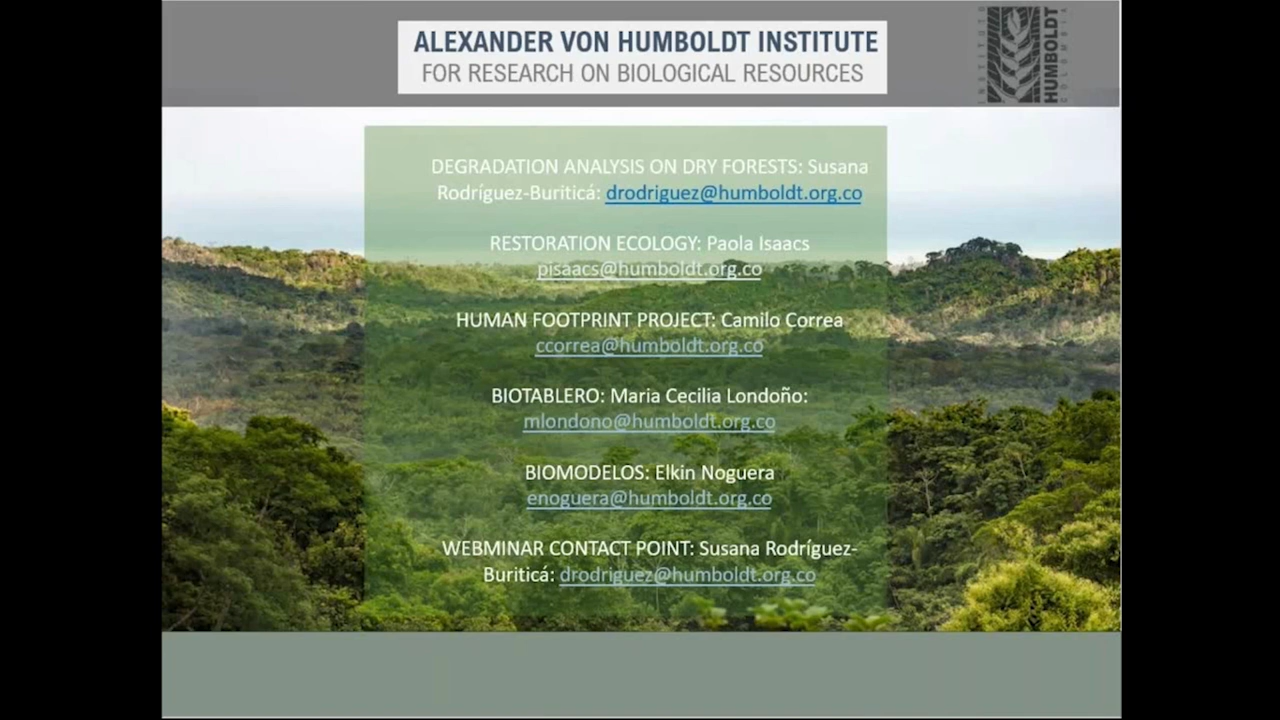 ALEXANDER VON HUMBOLDT INSTITUTE
FOR RESEARCH ON BIOLOGICAL RESOURCES
INSTITUTO
HUMBOLDT
COLOMBIA
DEGRADATION ANALYSIS ON DRY FORESTS: Susana
Rodríguez-Buriticá: drodriguez@humboldt.org.co
RESTORATION ECOLOGY: Paola Isaacs
pisaacs@humboldt.org.co
HUMAN FOOTPRINT PROJECT: Camilo Correa
ccorrea@humboldt.org.co
BIOTABLERO: Maria Cecilia Londoño:
mlondono@humboldt.org.co
BIOMODELOS: Elkin Noguera
enoguera@humboldt.org.co
WEBMINAR CONTACT POINT: Susana Rodríguez-
Buriticá: drodriguez@humboldt.org.co